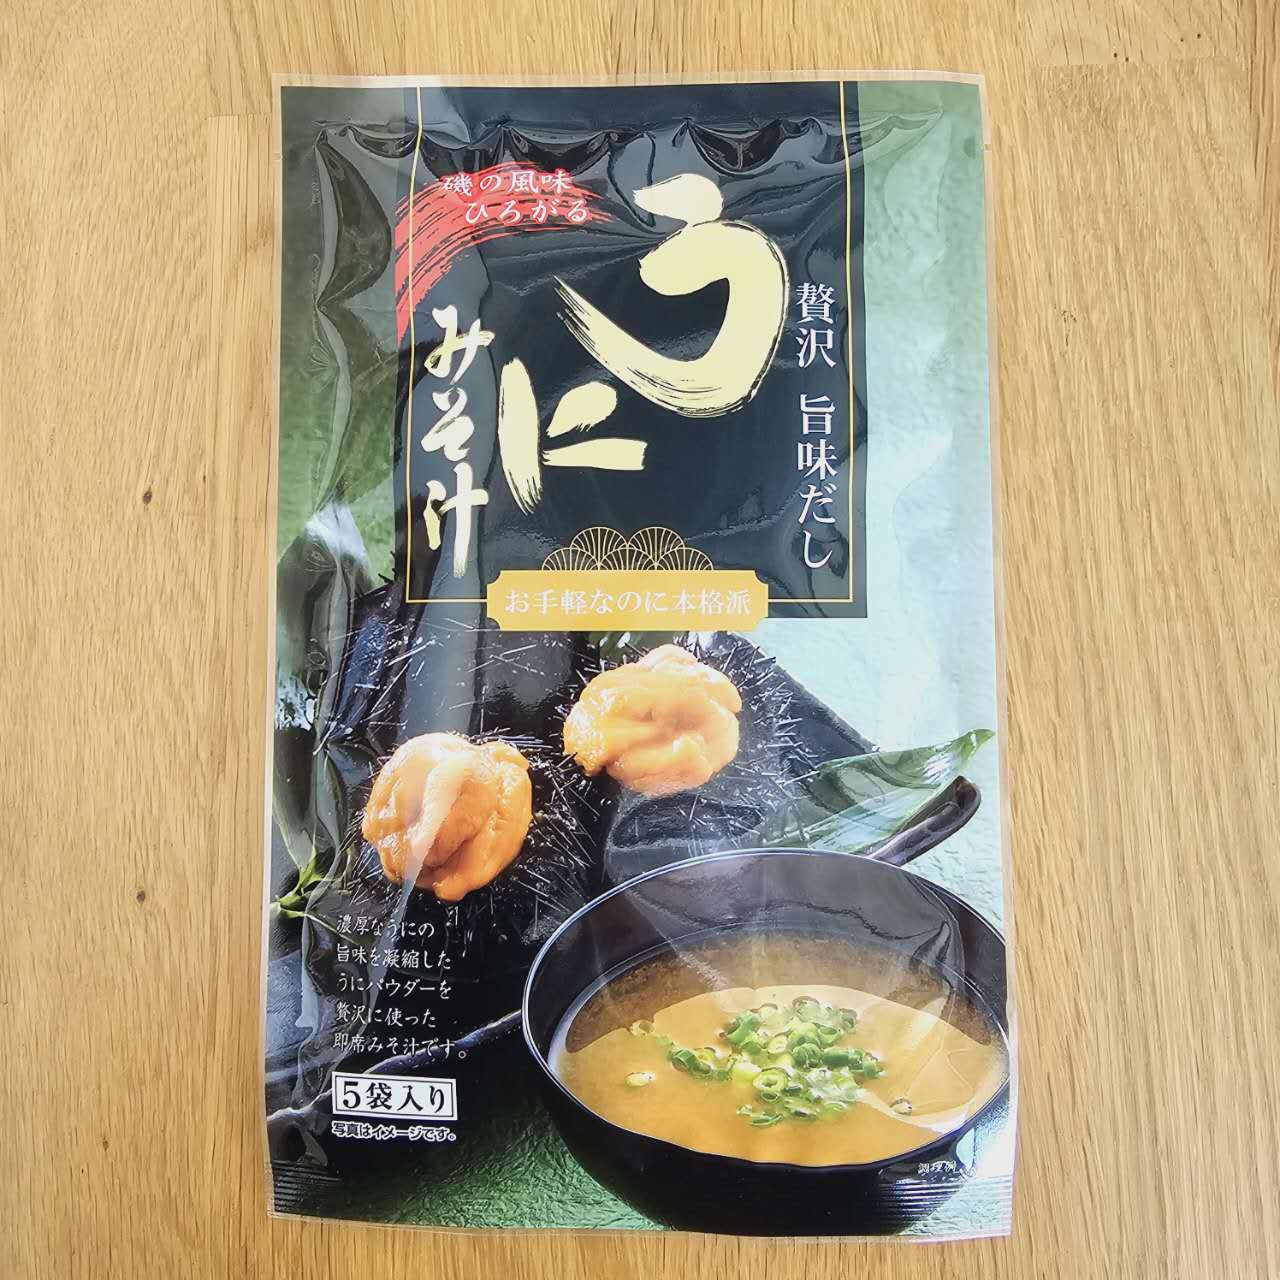 磯の風味
ひろがる
贅沢 旨味だし
うに
みそ汁
お手軽なのに本格派
濃厚なうにの
旨味を凝縮した
うにパウダーを
贅沢に使った
即席みそ汁です。
5袋入り
写真はイメージです。
調理例